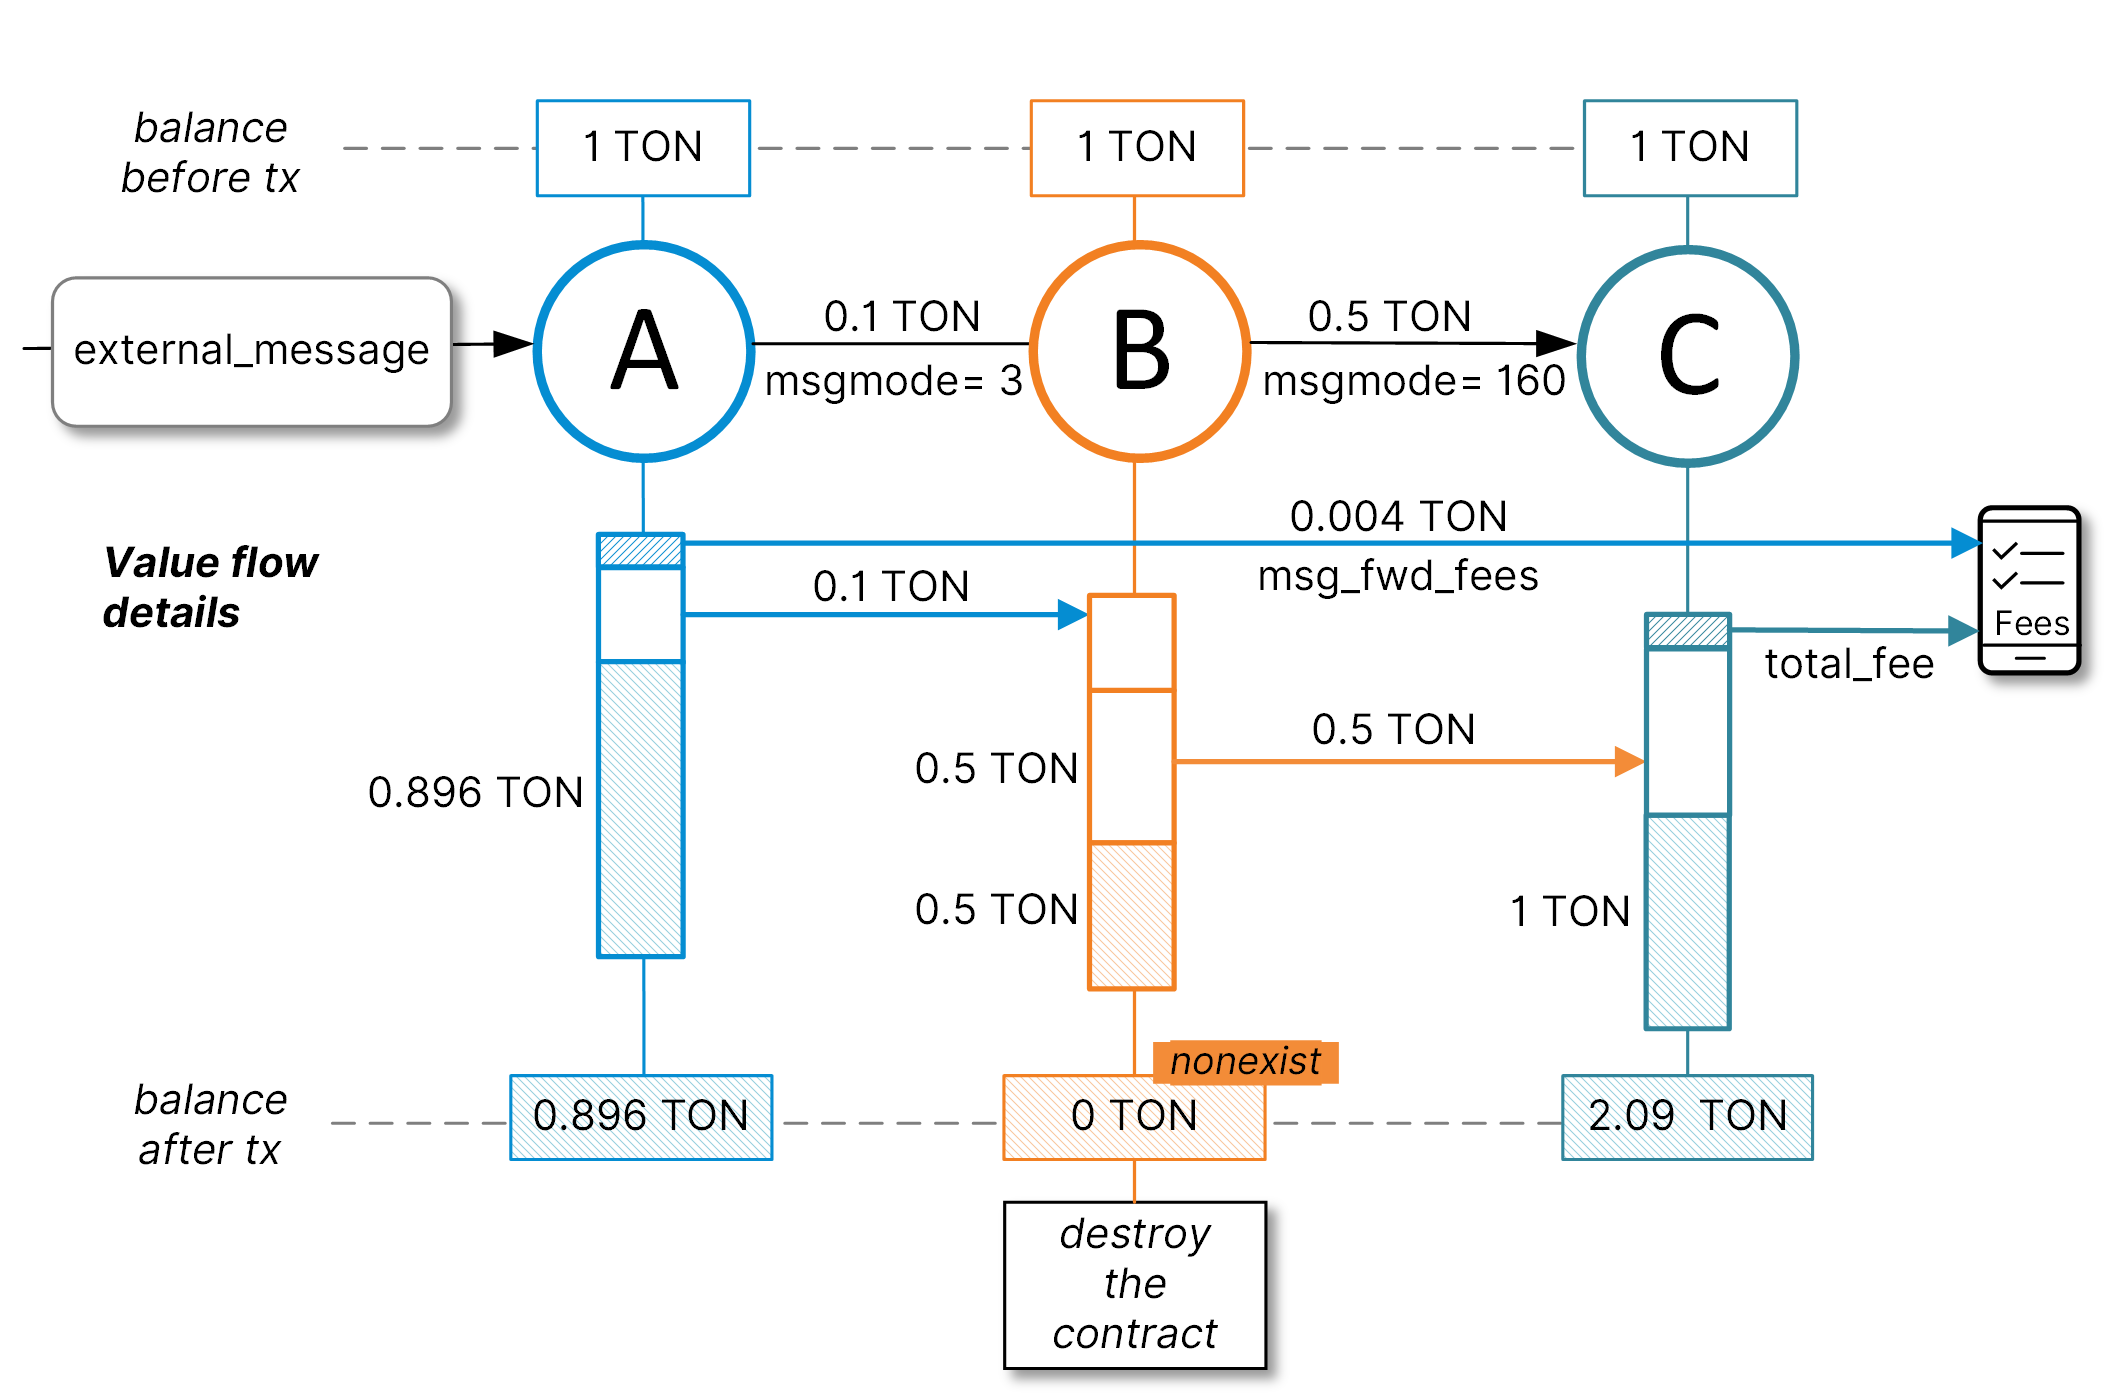 balance
before tx
1 TON
1 TON
1 TON
external_message
A
0.1 TON
msgmode= 3
B
0.5 TON
msgmode= 160
C
Value flow
details
0.004 TON
msg_fwd_fees
0.1 TON
Fees
total_fee
0.5 TON
0.896 TON
0.5 TON
0.5 TON
1 TON
nonexist
balance
after tx
0.896 TON
0 TON
2.09 TON
destroy
the
contract